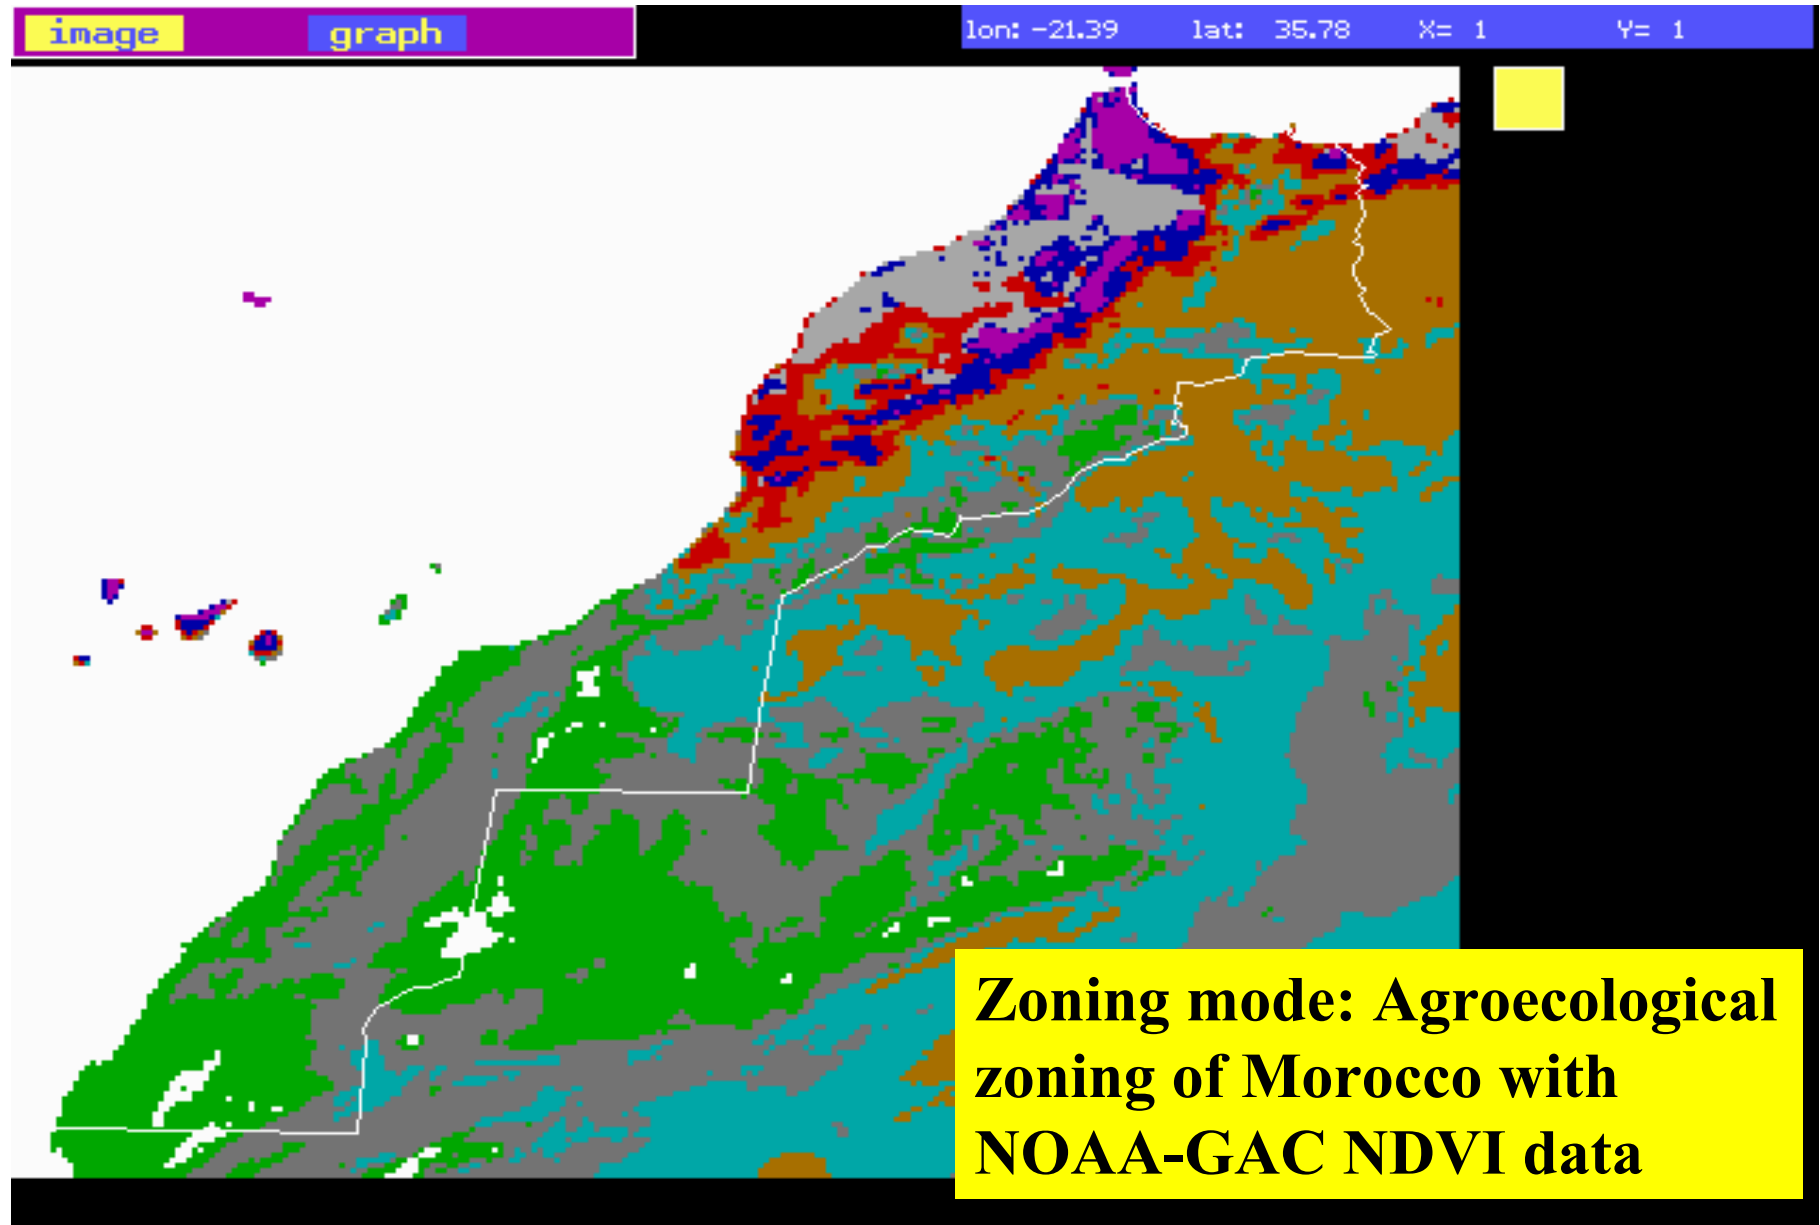 image graph lon: -21.39 lat: 35.78 X= 1 Y= 1
Zoning mode: Agroecological
zoning of Morocco with
NOAA-GAC NDVI data